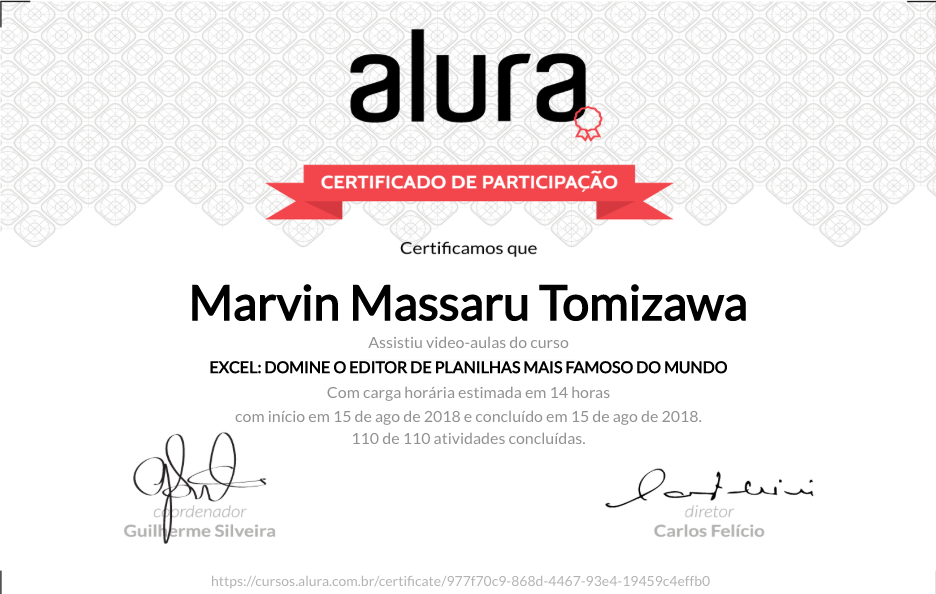 alura
CERTIFICADO DE PARTICIPAÇÃO
Certificamos que
Marvin Massaru Tomizawa
Assistiu video-aulas do curso
EXCEL: DOMINE O EDITOR DE PLANILHAS MAIS FAMOSO DO MUNDO
Com carga horária estimada em 14 horas
com início em 15 de ago de 2018 e concluído em 15 de ago de 2018.
110 de 110 atividades concluídas.
coordenador
Guilherme Silveira
diretor
Carlos Felício
https://cursos.alura.com.br/certificate/977f70c9-868d-4467-93e4-19459c4effb0